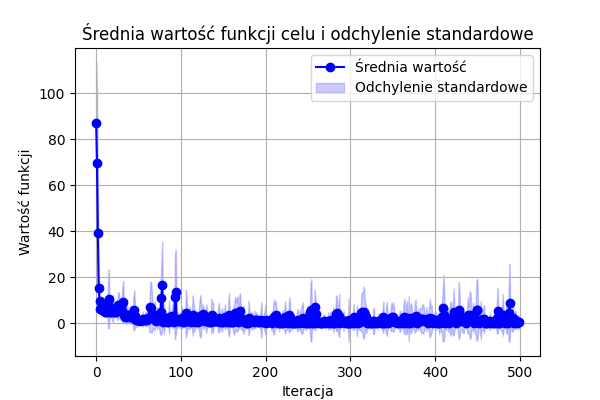 Średnia wartość funkcji celu i odchylenie standardowe
Średnia wartość
Odchylenie standardowe
Wartość funkcji
100
80
60
40
20
0
0 100 200 300 400 500
Iteracja